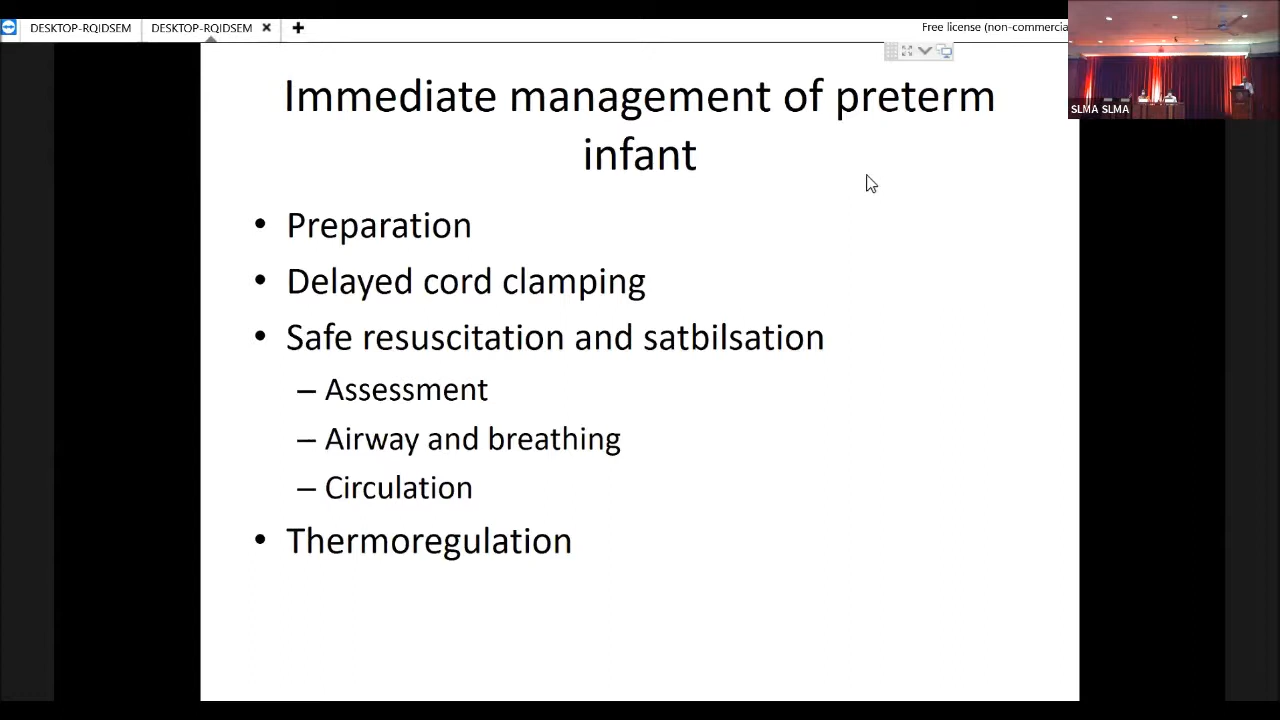 DESKTOP-RQIDSEM
DESKTOP-RQIDSEM
Free license (non-commercia
SLMA SLMA
Immediate management of preterm
infant
• Preparation
• Delayed cord clamping
• Safe resuscitation and satbilsation
– Assessment
– Airway and breathing
– Circulation
• Thermoregulation